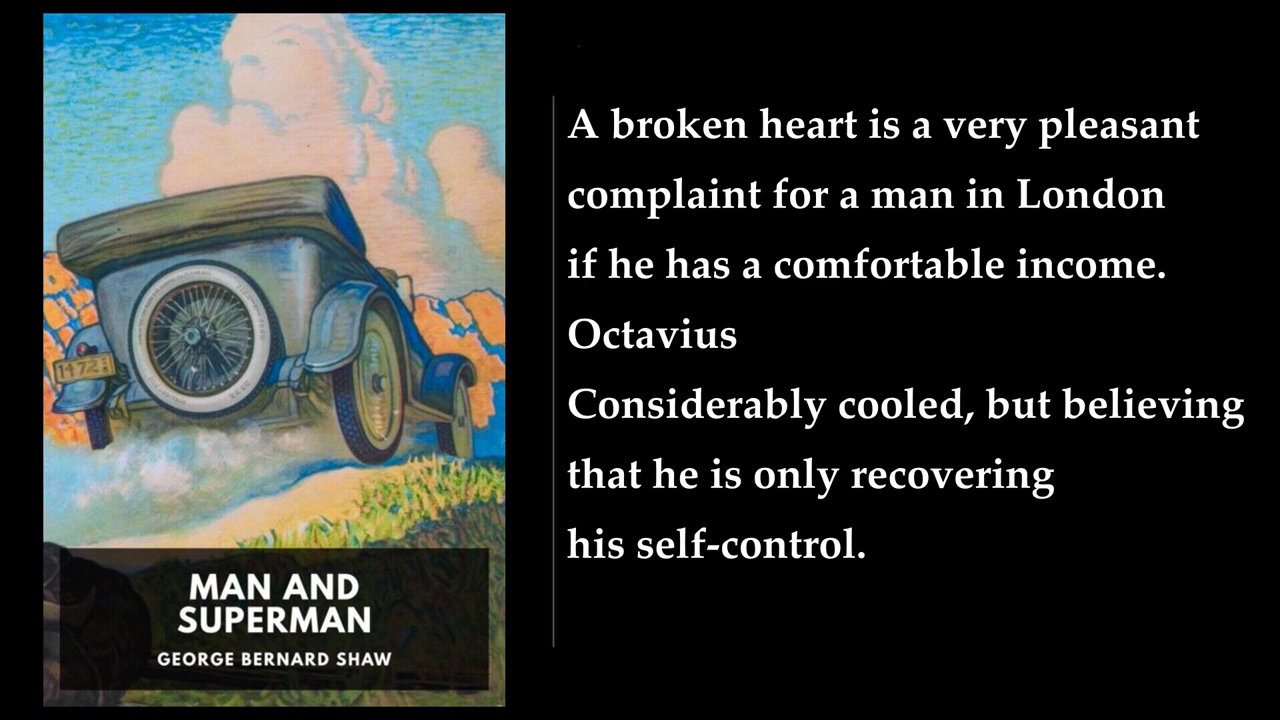 1472
MAN AND
SUPERMAN
GEORGE BERNARD SHAW
A broken heart is a very pleasant
complaint for a man in London
if he has a comfortable income.
Octavius
Considerably cooled, but believing
that he is only recovering
his self-control.